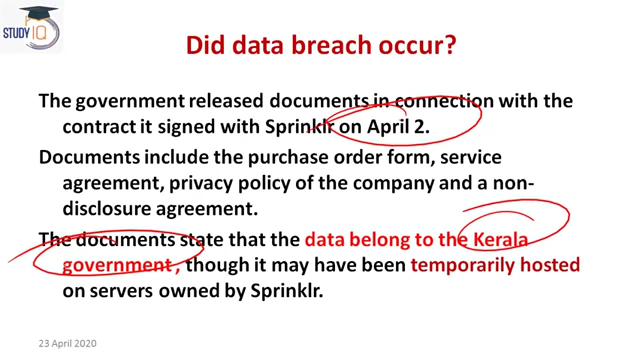 STUDY IQ
Did data breach occur?
The government released documents in connection with the
contract it signed with Sprinklr on April 2.
Documents include the purchase order form, service
agreement, privacy policy of the company and a non-
disclosure agreement.
The documents state that the data belong to the Kerala
government, though it may have been temporarily hosted
on servers owned by Sprinklr.
23 April 2020